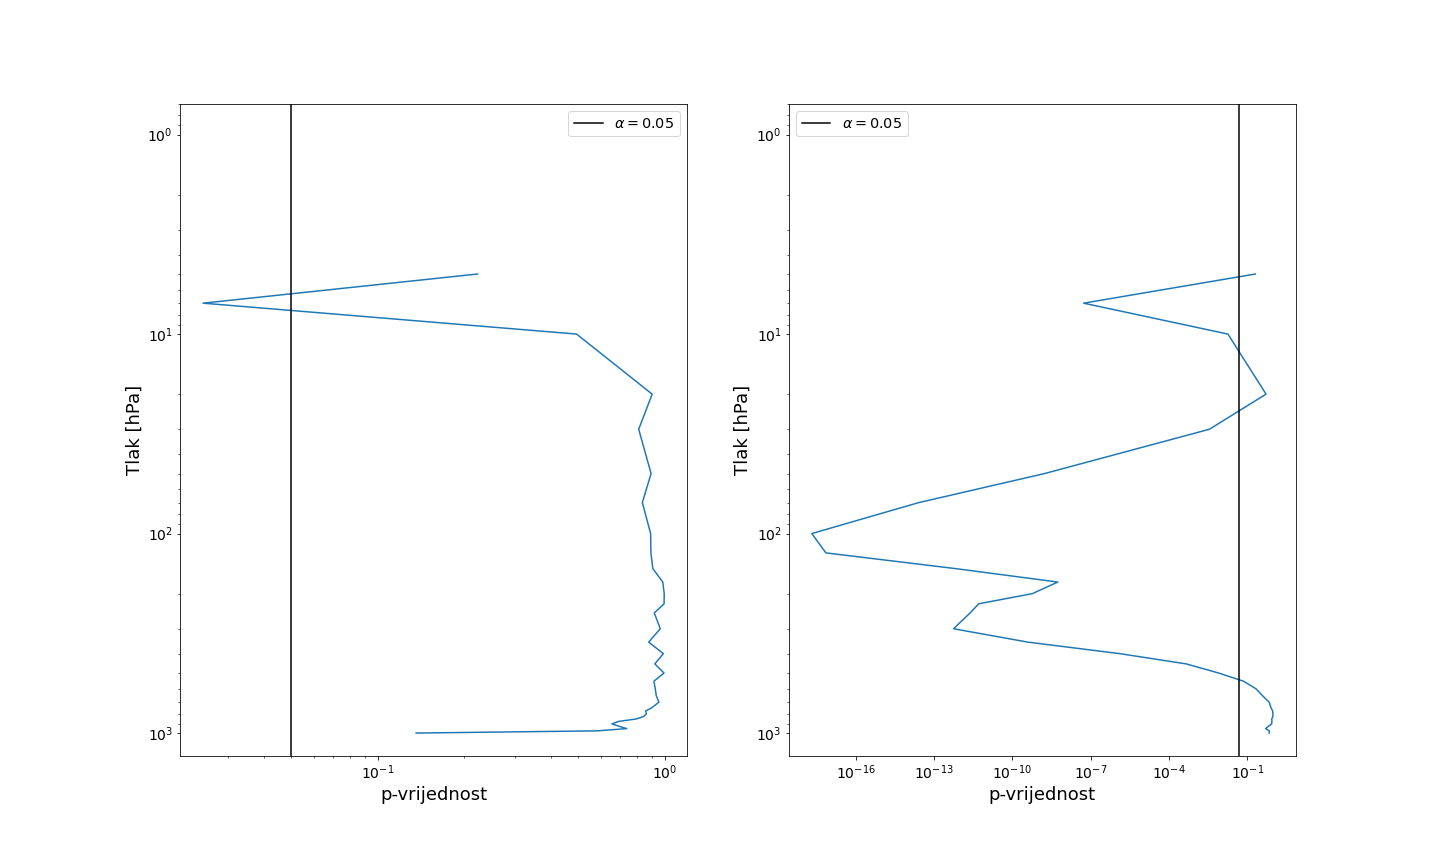 α = 0.05
10⁰
10¹
10²
10³
Tlak [hPa]
10⁻¹
10⁰
p-vrijednost
α = 0.05
10⁰
10¹
10²
10³
Tlak [hPa]
10⁻¹⁶
10⁻¹³
10⁻¹⁰
10⁻⁷
10⁻⁴
10⁻¹
p-vrijednost